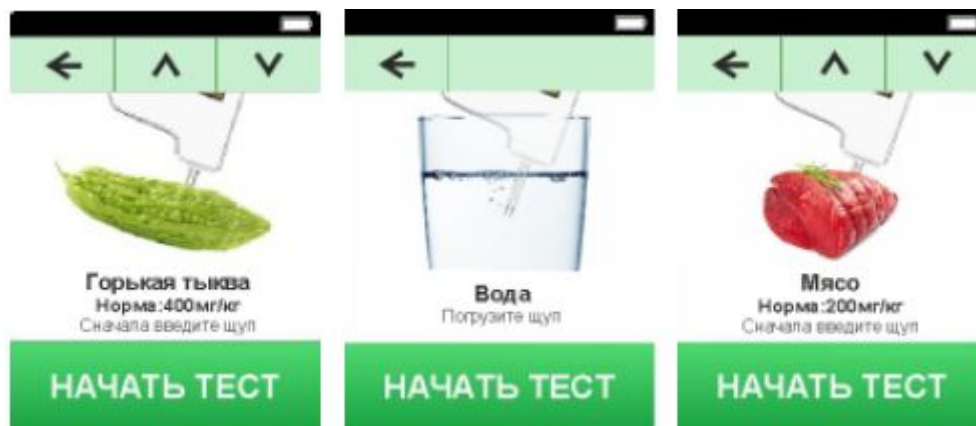 Горькая тыква
Норма:400мг/кг
Сначала введите щуп
НАЧАТЬ ТЕСТ
Вода
Погрузите щуп
НАЧАТЬ ТЕСТ
Мясо
Норма:200мг/кг
Сначала введите щуп
НАЧАТЬ ТЕСТ